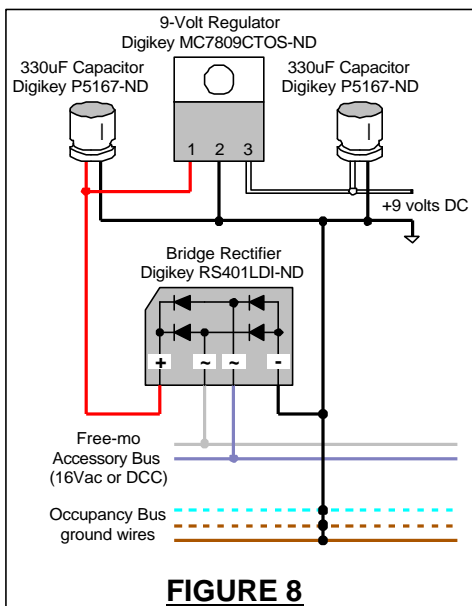 9-Volt Regulator
Digikey MC7809CTOS-ND
330uF Capacitor
Digikey P5167-ND
330uF Capacitor
Digikey P5167-ND
1 2 3
+9 volts DC
Bridge Rectifier
Digikey RS401LDI-ND
+ ~ ~ -
Free-mo
Accessory Bus
(16Vac or DCC)
Occupancy Bus
ground wires
FIGURE 8